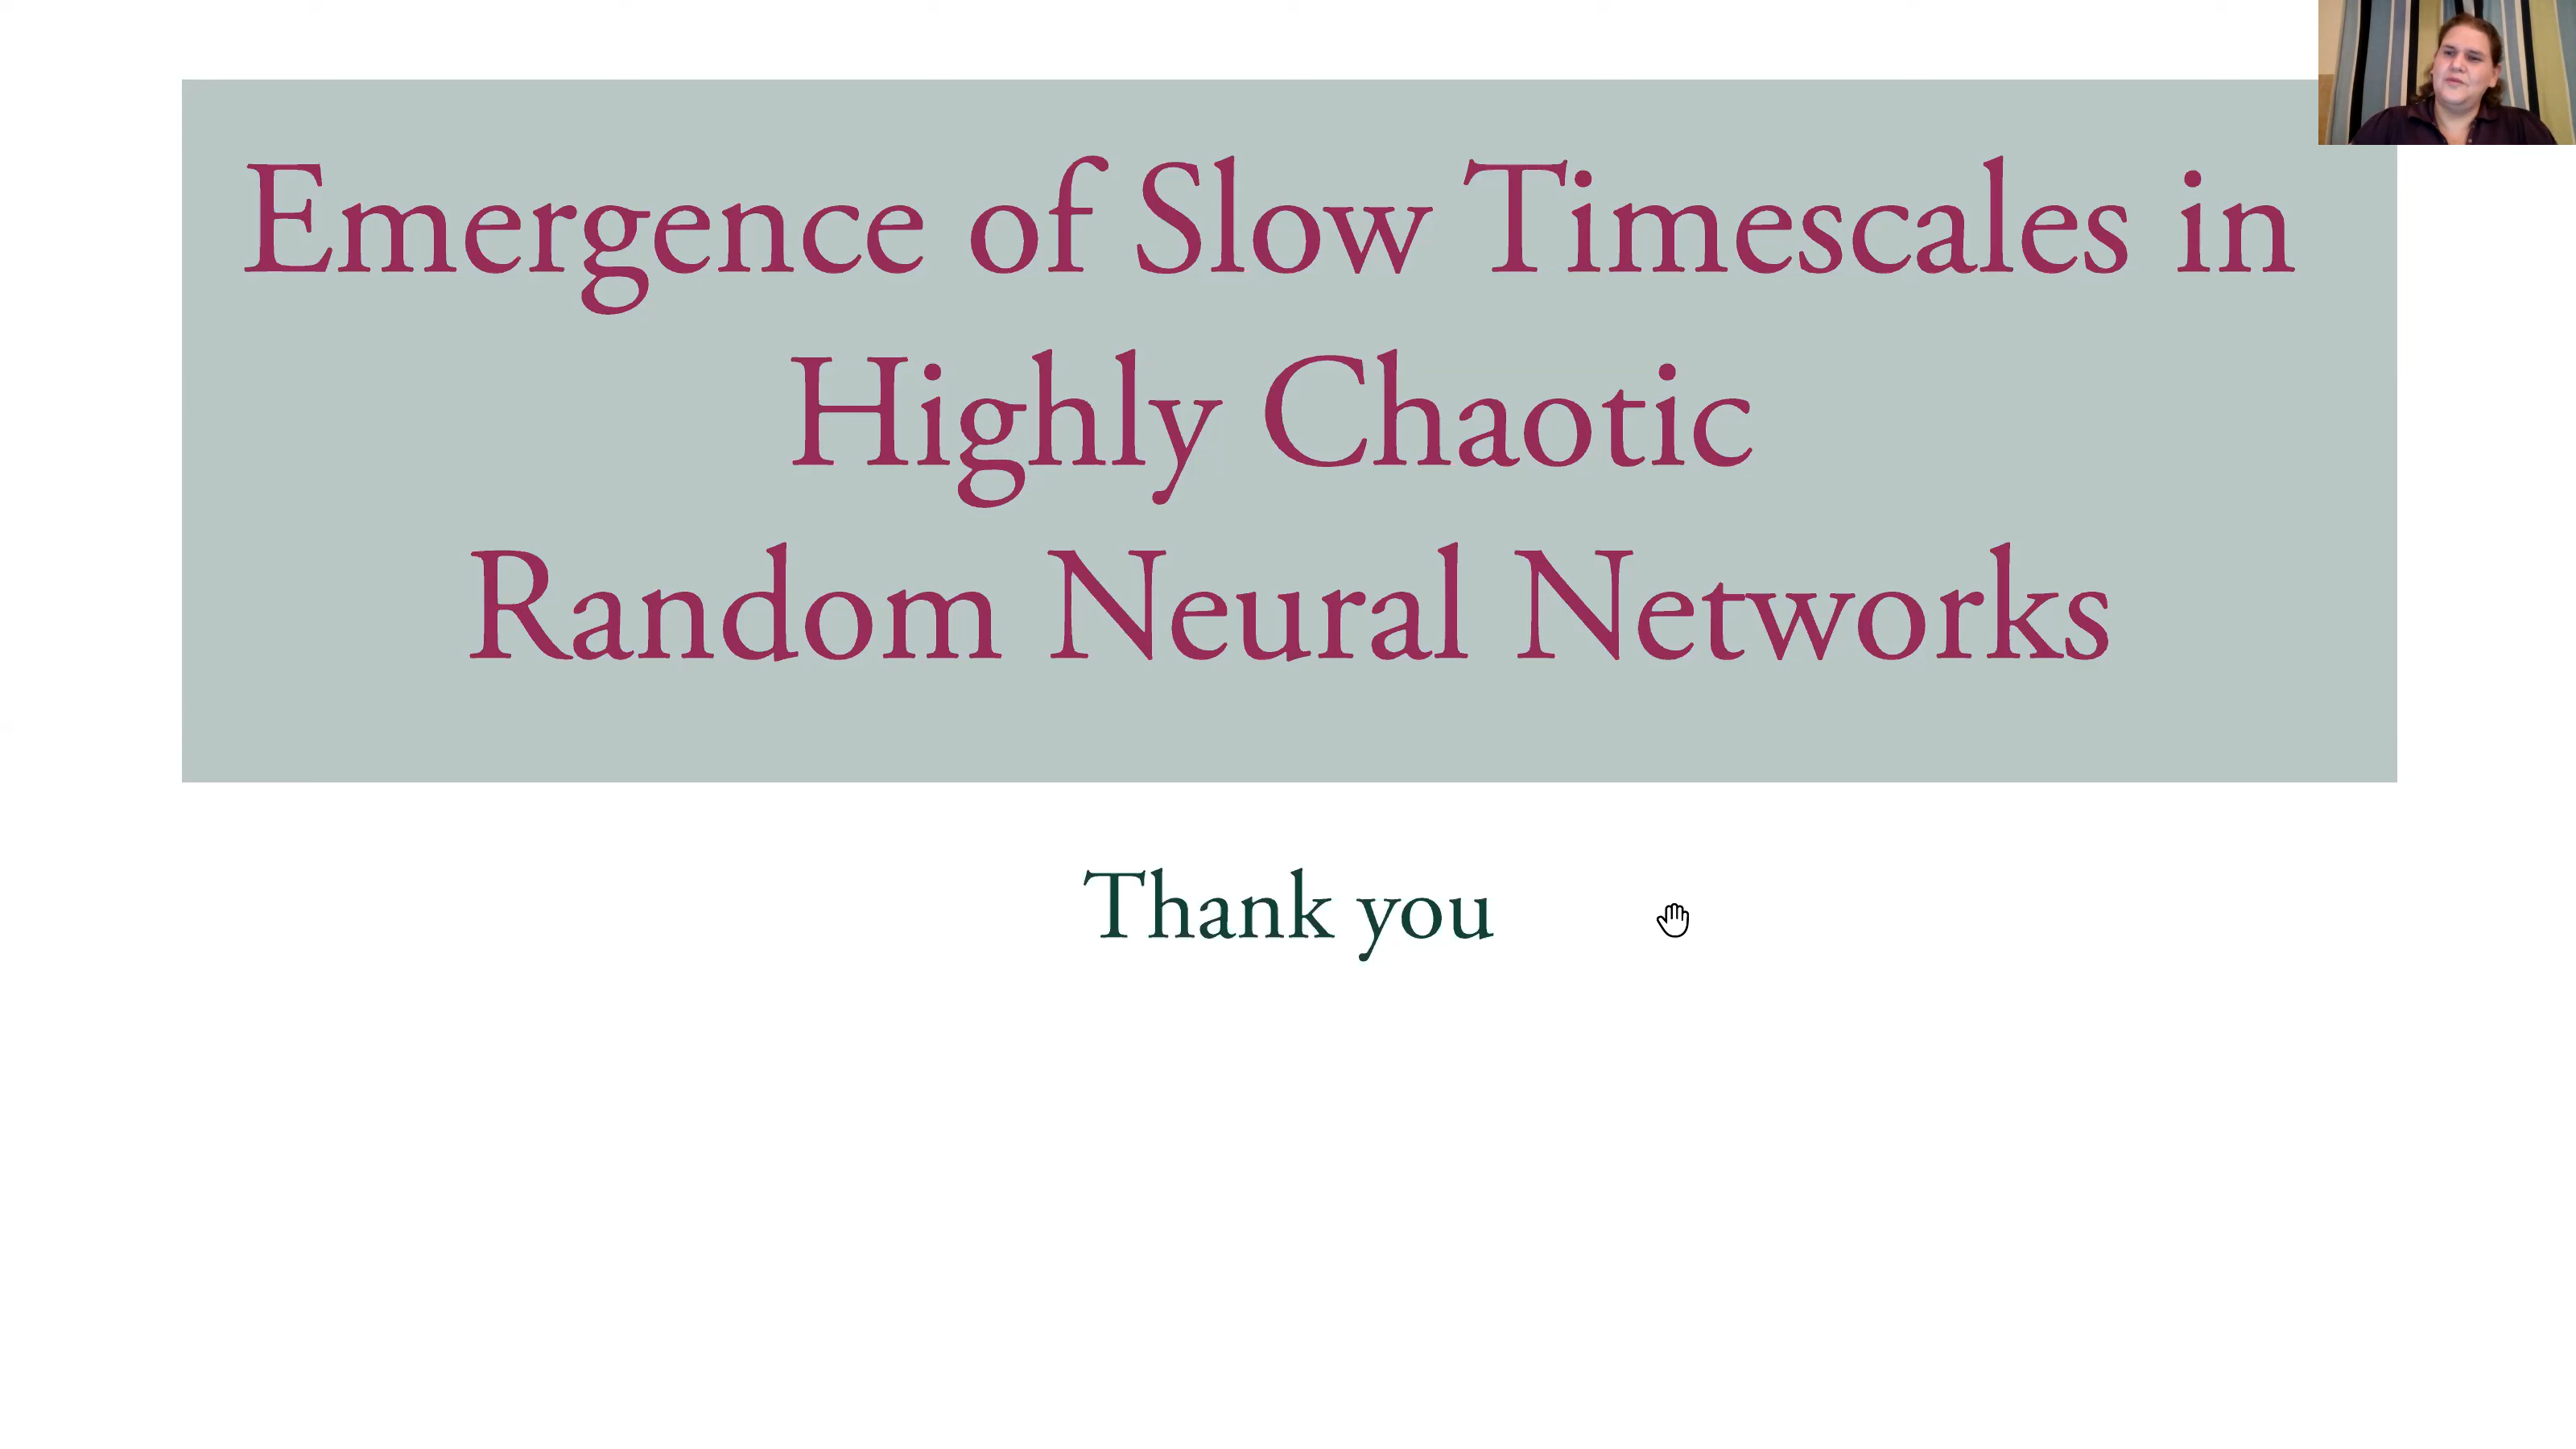 Emergence of Slow Timescales in
Highly Chaotic
Random Neural Networks
Thank you